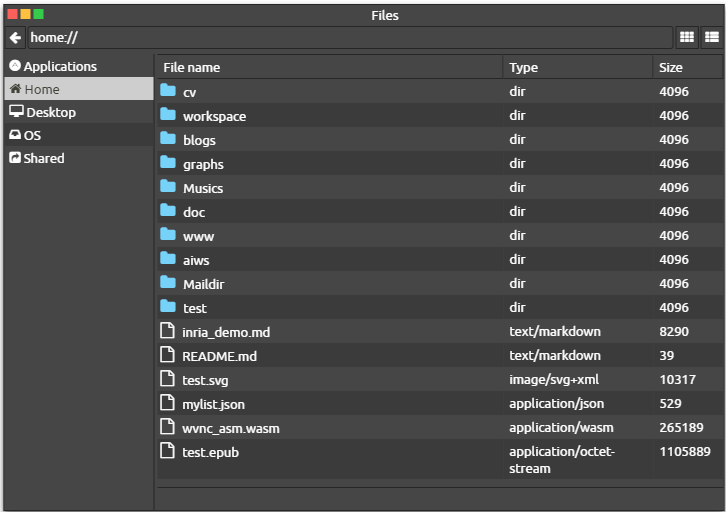 Files
home://
Applications
Home
Desktop
OS
Shared
File name Type Size
cv dir 4096
workspace dir 4096
blogs dir 4096
graphs dir 4096
Musics dir 4096
doc dir 4096
www dir 4096
aiws dir 4096
Maildir dir 4096
test dir 4096
inria_demo.md text/markdown 8290
README.md text/markdown 39
test.svg image/svg+xml 10317
mylist.json application/json 529
wvnc_asm.wasm application/wasm 265189
test.epub application/octet- 1105889
stream